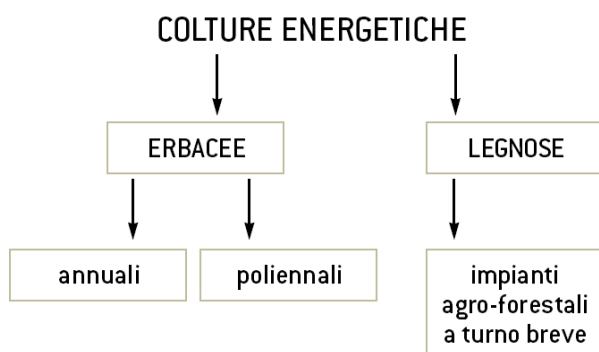 COLTURE ENERGETICHE
ERBACEE
LEGNOSE
annuali
poliennali
impianti
agro-forestali
a turno breve